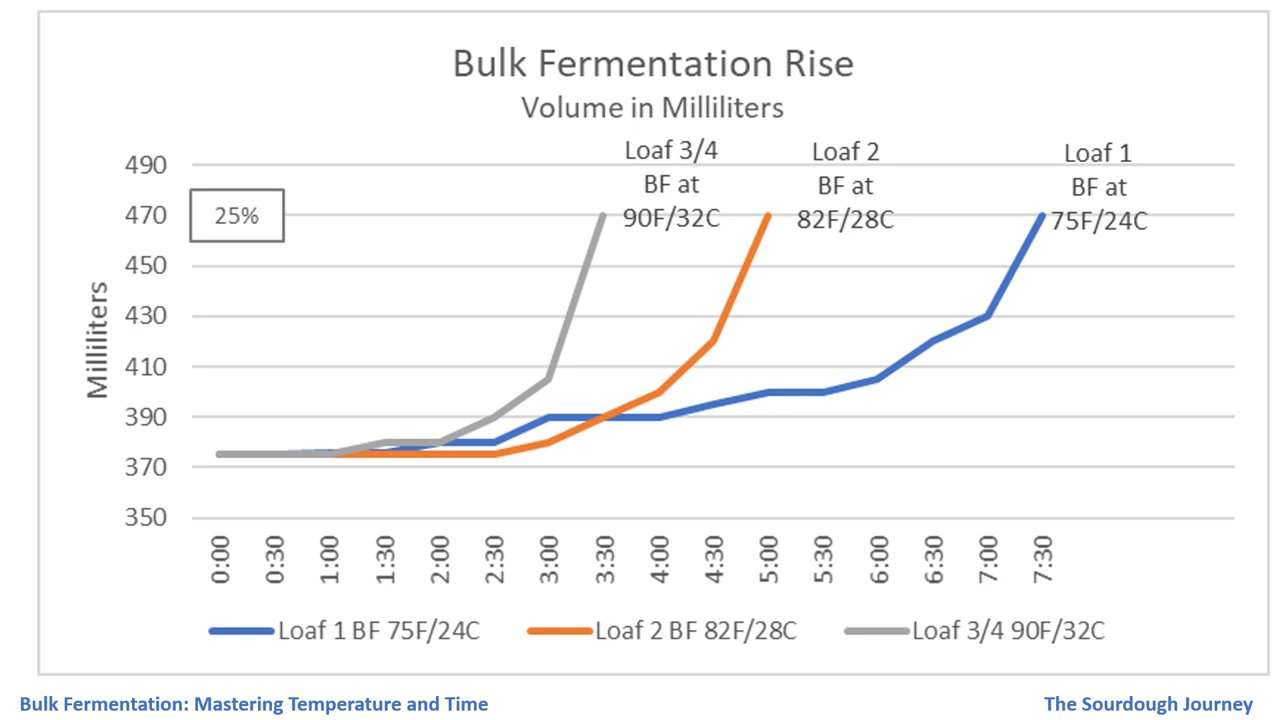 Bulk Fermentation Rise
Volume in Milliliters
Loaf 3/4
BF at
90F/32C
Loaf 2
BF at
82F/28C
Loaf 1
BF at
75F/24C
25%
Milliliters
490
470
450
430
410
390
370
350
0:00
0:30
1:00
1:30
2:00
2:30
3:00
3:30
4:00
4:30
5:00
5:30
6:00
6:30
7:00
7:30
Loaf 1 BF 75F/24C
Loaf 2 BF 82F/28C
Loaf 3/4 90F/32C
Bulk Fermentation: Mastering Temperature and Time
The Sourdough Journey